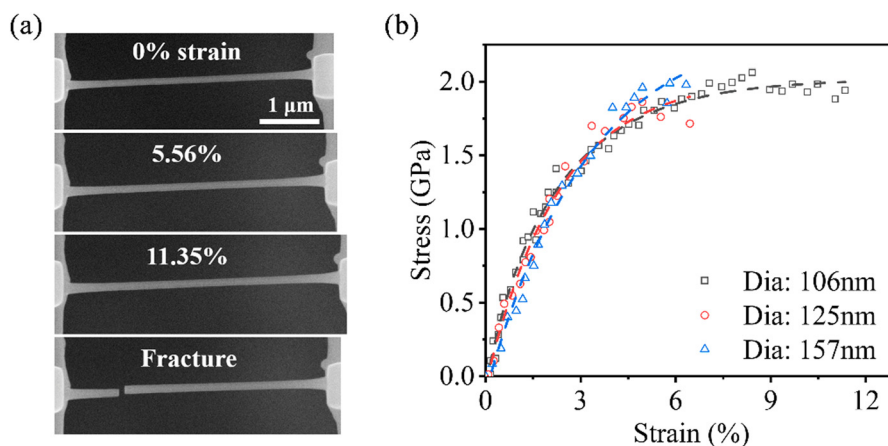 (a)
0% strain
1 μm
5.56%
11.35%
Fracture
(b)
Stress (GPa)
2.0
1.5
1.0
0.5
0.0
0
3
6
9
12
Strain (%)
Dia: 106nm
Dia: 125nm
Dia: 157nm